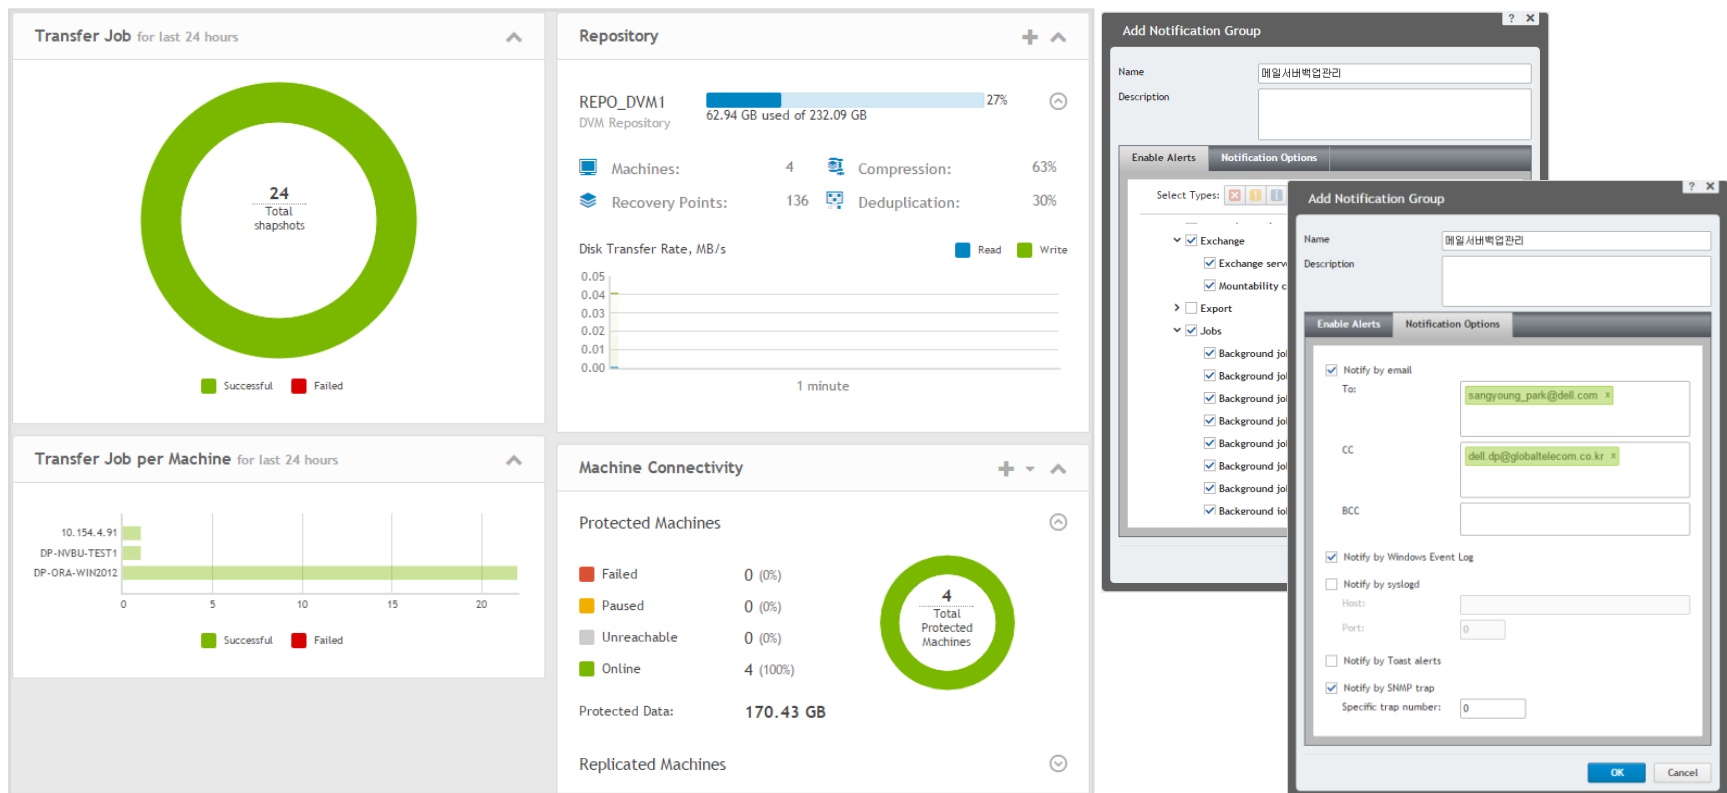 Transfer Job for last 24 hours
24
Total
shapshots
Successful Failed
Transfer Job per Machine for last 24 hours
10.154.4.91
DP-NVBU-TEST1
DP-ORA-WIN2012
0 5 10 15 20
Successful Failed
Repository
REPO_DVM1 27%
DVM Repository 62.94 GB used of 232.09 GB
Machines: 4 Compression: 63%
Recovery Points: 136 Deduplication: 30%
Disk Transfer Rate, MB/s Read Write
0.05
0.04
0.03
0.02
0.01
0.00
1 minute
Machine Connectivity
Protected Machines
Failed 0 (0%)
Paused 0 (0%)
Unreachable 0 (0%)
Online 4 (100%)
4
Total
Protected
Machines
Protected Data: 170.43 GB
Replicated Machines
Add Notification Group
Name 메일서버백업관리
Description
Enable Alerts Notification Options
Select Types:
Exchange
Exchange serv
Mountability c
Export
Jobs
Background jo
Background jo
Background jo
Background jo
Background jo
Background jo
Background jo
Background jo
Add Notification Group
Name 메일서버백업관리
Description
Enable Alerts Notification Options
Notify by email
To: sangyoung_park@dell.com x
CC dell.dp@globaltelecom.co.kr x
BCC
Notify by Windows Event Log
Notify by syslogd
Host:
Port: 0
Notify by Toast alerts
Notify by SNMP trap
Specific trap number: 0
OK Cancel